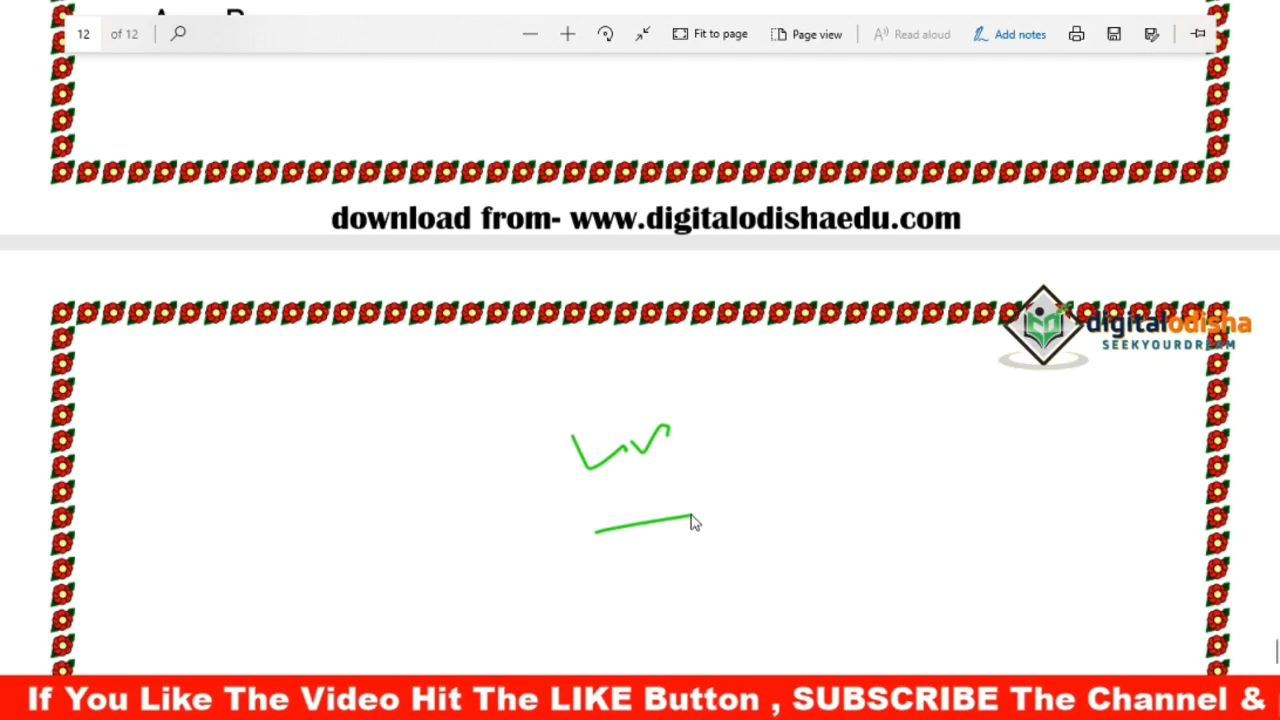 12 of 12
Fit to page
Page view
Read aloud
Add notes
download from- www.digitalodishaedu.com
digitalodisha
SEEKYOURDREAM
If You Like The Video Hit The LIKE Button , SUBSCRIBE The Channel &